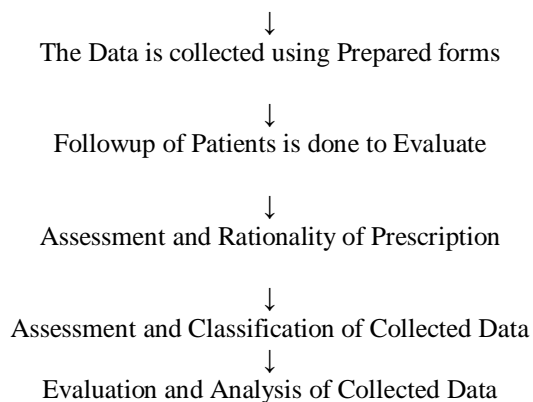 ↓
The Data is collected using Prepared forms
↓
Followup of Patients is done to Evaluate
↓
Assessment and Rationality of Prescription
↓
Assessment and Classification of Collected Data
↓
Evaluation and Analysis of Collected Data